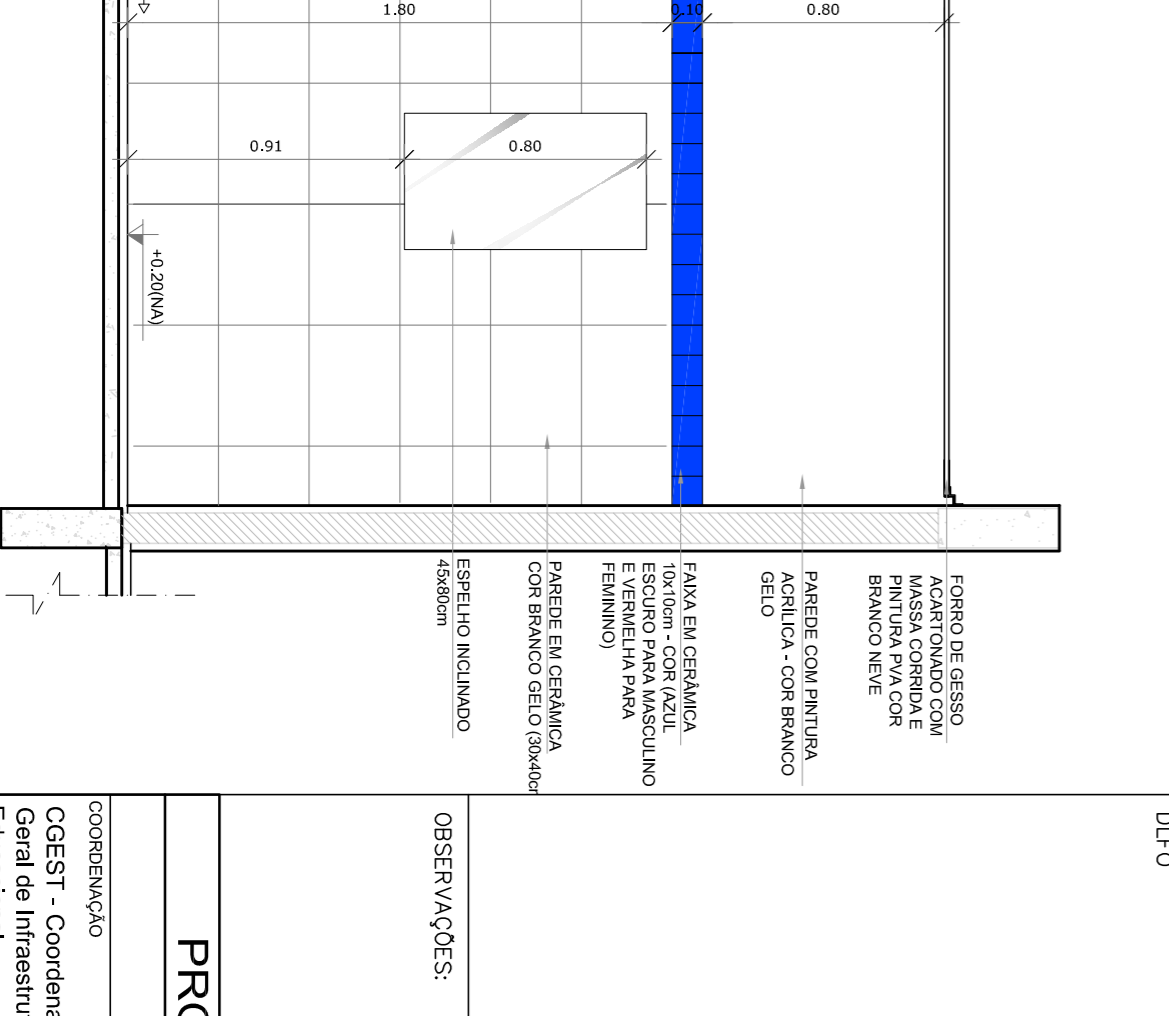 1.80
0.10
0.80
0.91
0.80
+0.20(NA)
FORRO DE GESSO
ACARTONADO COM
MASSA CORRIDA E
PINTURA PVA COR
BRANCO NEVE
PAREDE COM PINTURA
ACRÍLICA - COR BRANCO
GELO
FAIXA EM CERÂMICA
10x10cm - COR (AZUL
ESCURO PARA MASCULINO
E VERMELHA PARA
FEMININO)
PAREDE EM CERÂMICA
COR BRANCO GELO (30x40cm
ESPELHO INCLINADO
45x80cm
OBSERVAÇÕES:
PRO
COORDENAÇÃO
CGEST - Coordena
Geral de Infraestru